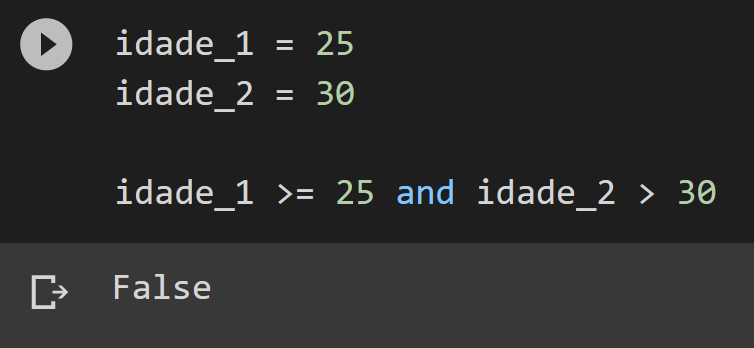 idade_1 = 25
idade_2 = 30
idade_1 >= 25 and idade_2 > 30
False